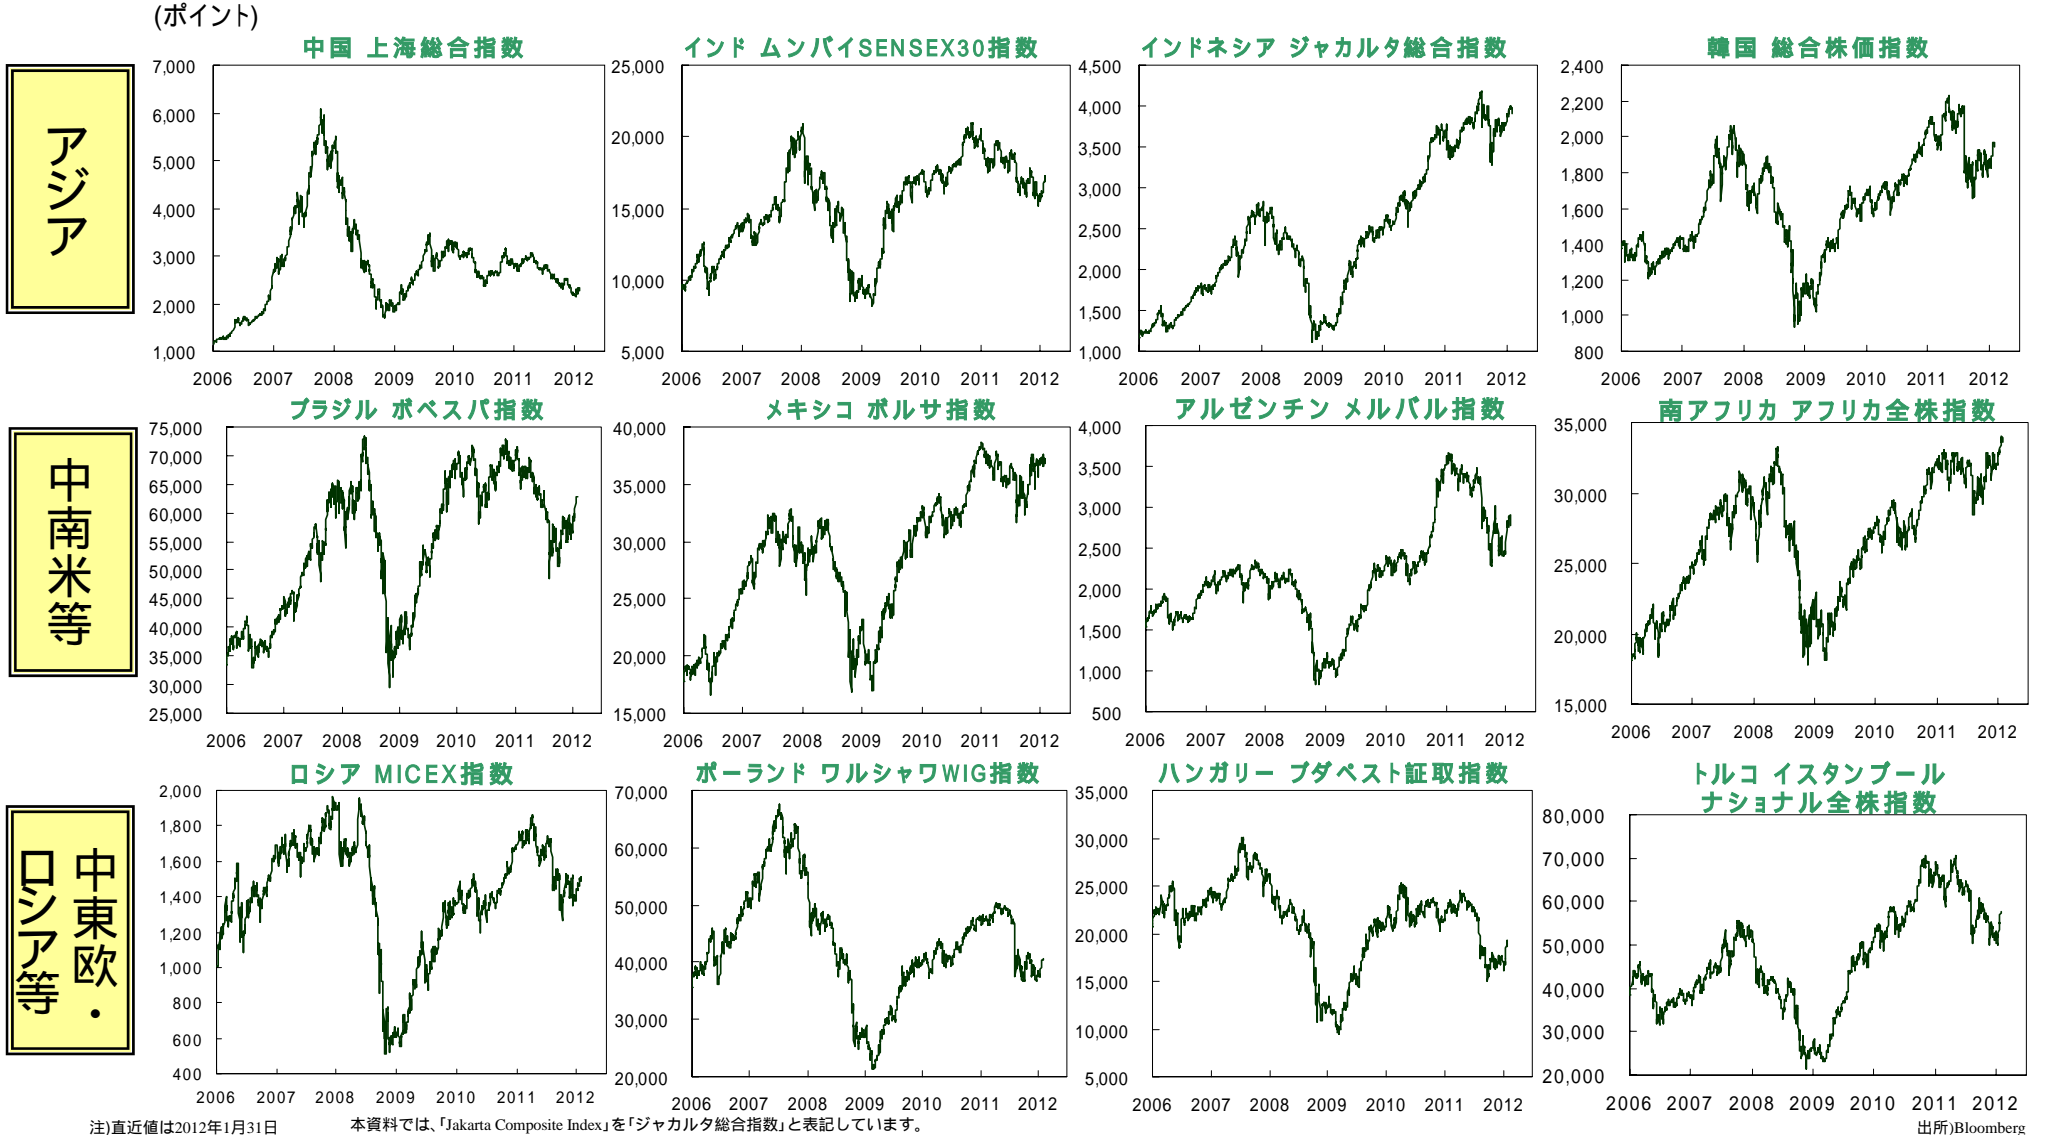 (ポイント)
アジア
中国 上海総合指数
7,000
6,000
5,000
4,000
3,000
2,000
1,000
2006 2007 2008 2009 2010 2011 2012
インド ムンバイSENSEX30指数
25,000
20,000
15,000
10,000
5,000
2006 2007 2008 2009 2010 2011 2012
インドネシア ジャカルタ総合指数
4,500
4,000
3,500
3,000
2,500
2,000
1,500
1,000
2006 2007 2008 2009 2010 2011 2012
韓国 総合株価指数
2,400
2,200
2,000
1,800
1,600
1,400
1,200
1,000
800
2006 2007 2008 2009 2010 2011 2012
中南米等
ブラジル ボベスパ指数
75,000
70,000
65,000
60,000
55,000
50,000
45,000
40,000
35,000
30,000
25,000
2006 2007 2008 2009 2010 2011 2012
メキシコ ボルサ指数
40,000
35,000
30,000
25,000
20,000
15,000
2006 2007 2008 2009 2010 2011 2012
アルゼンチン メルバル指数
4,000
3,500
3,000
2,500
2,000
1,500
1,000
500
2006 2007 2008 2009 2010 2011 2012
南アフリカ アフリカ全株指数
35,000
30,000
25,000
20,000
15,000
2006 2007 2008 2009 2010 2011 2012
中東欧・
ロシア等
ロシア MICEX指数
2,000
1,800
1,600
1,400
1,200
1,000
800
600
400
2006 2007 2008 2009 2010 2011 2012
ポーランド ワルシャワWIG指数
70,000
60,000
50,000
40,000
30,000
20,000
2006 2007 2008 2009 2010 2011 2012
ハンガリー ブダペスト証取指数
35,000
30,000
25,000
20,000
15,000
10,000
5,000
2006 2007 2008 2009 2010 2011 2012
トルコ イスタンブール
ナショナル全株指数
80,000
70,000
60,000
50,000
40,000
30,000
20,000
2006 2007 2008 2009 2010 2011 2012
注)直近値は2012年1月31日
本資料では、「Jakarta Composite Index」を「ジャカルタ総合指数」と表記しています。
出所)Bloomberg